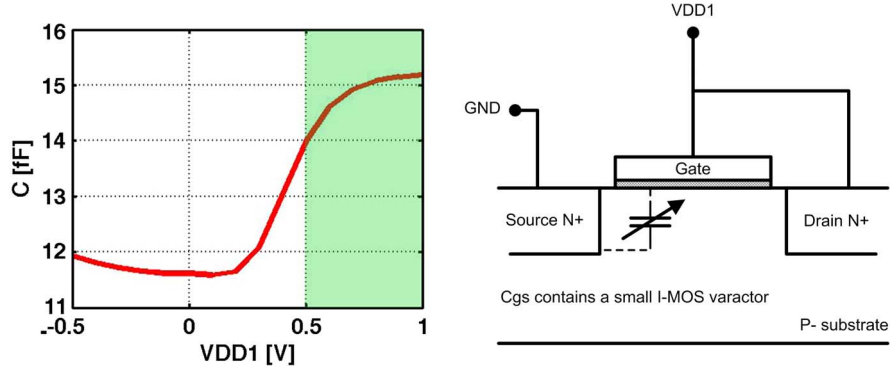 16
15
14
13
12
11
C [fF]
-0.5
0
0.5
1
VDD1 [V]
VDD1
GND
Gate
Source N+
Drain N+
Cgs contains a small I-MOS varactor
P- substrate